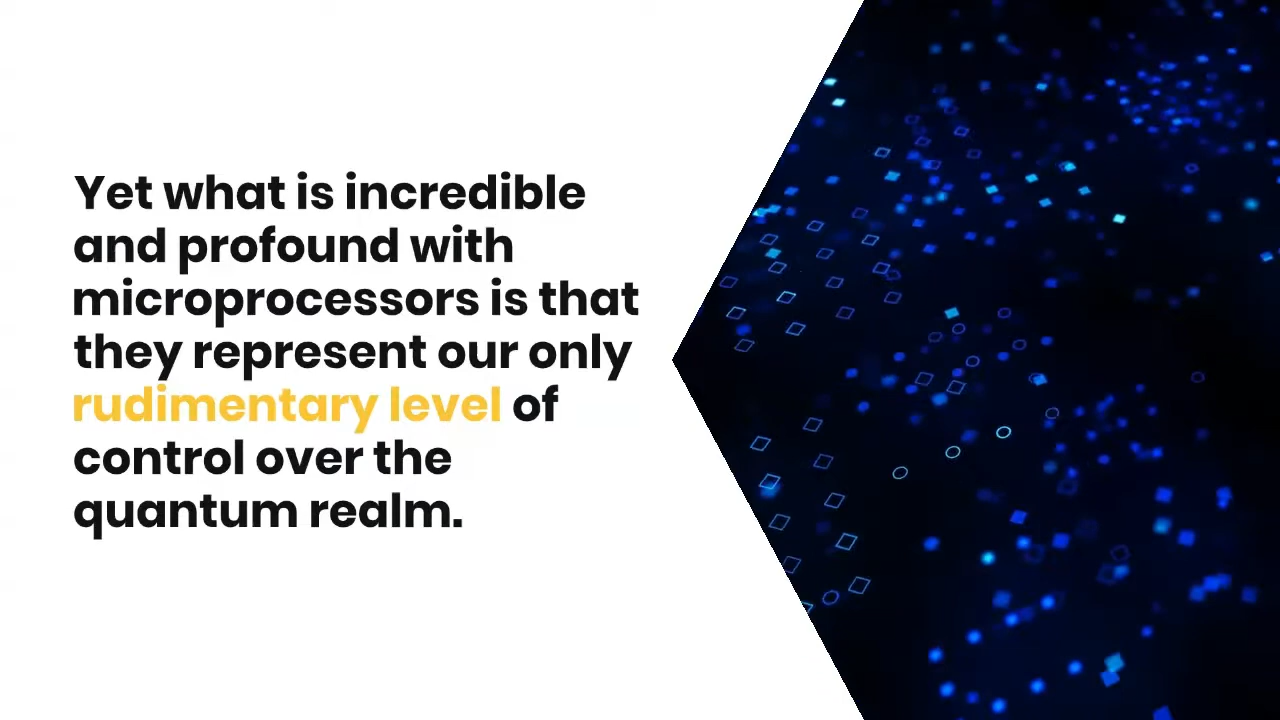 Yet what is incredible
and profound with
microprocessors is that
they represent our only
rudimentary level of
control over the
quantum realm.